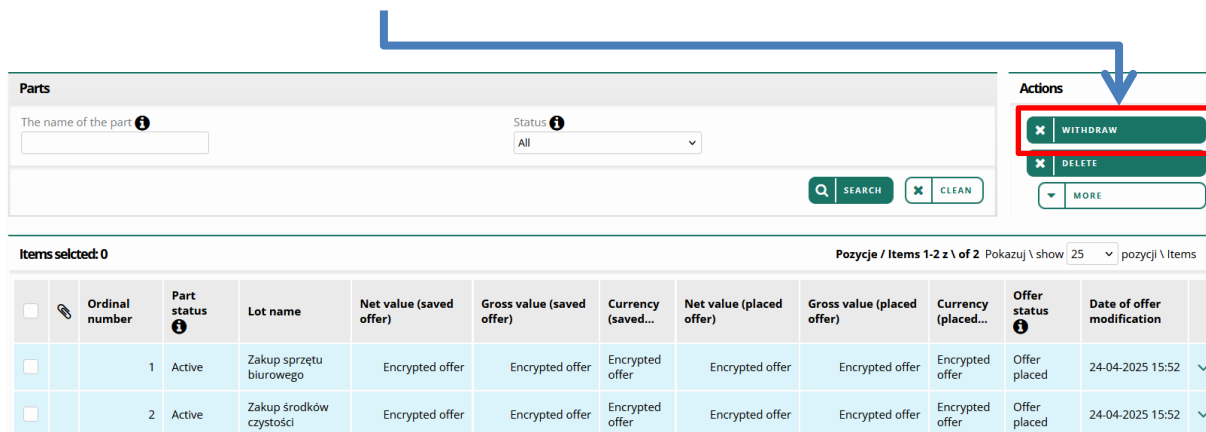 Parts
Actions
The name of the part
Status
All
WITHDRAW
DELETE
SEARCH
CLEAN
MORE
Items selcted: 0
Pozycje / Items 1-2 z \ of 2 Pokazuj \ show 25 pozycji \ Items
Ordinal number
Part status
Lot name
Net value (saved offer)
Gross value (saved offer)
Currency (saved...
Net value (placed offer)
Gross value (placed offer)
Currency (placed...
Offer status
Date of offer modification
1 Active Zakup sprzętu biurowego Encrypted offer Encrypted offer Encrypted offer Encrypted offer Encrypted offer Encrypted offer Offer placed 24-04-2025 15:52
2 Active Zakup środków czystości Encrypted offer Encrypted offer Encrypted offer Encrypted offer Encrypted offer Encrypted offer Offer placed 24-04-2025 15:52